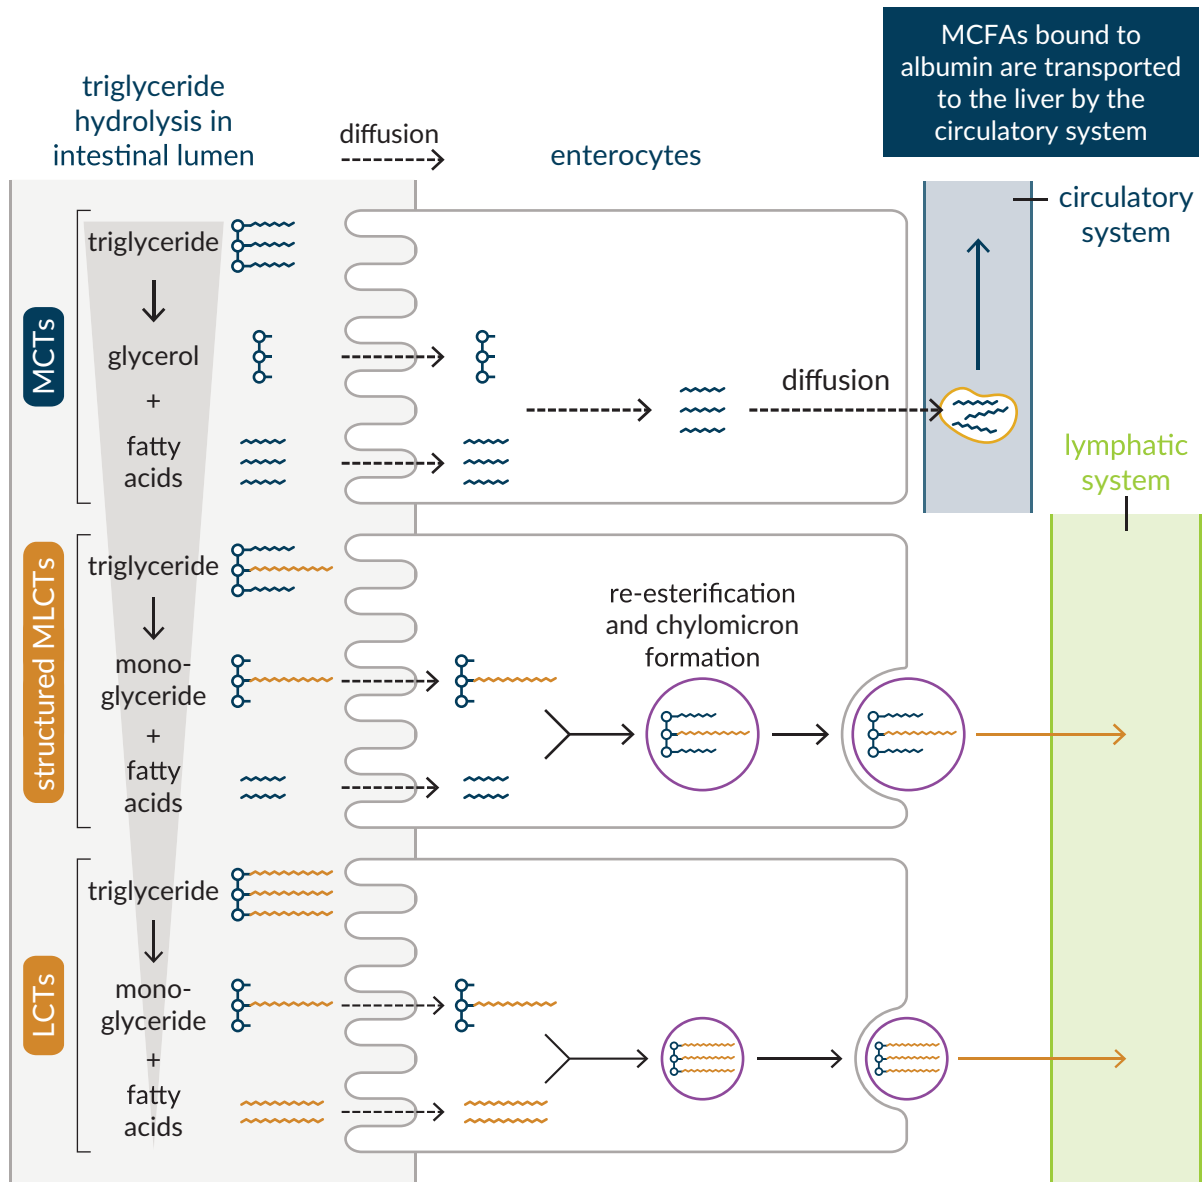 MCFAs bound to
albumin are transported
to the liver by the
circulatory system
triglyceride
hydrolysis in
intestinal lumen
diffusion
enterocytes
circulatory
system
MCTs
triglyceride
glycerol
+
fatty
acids
diffusion
lymphatic
system
structured MLCTs
triglyceride
mono-
glyceride
+
fatty
acids
re-esterification
and chylomicron
formation
LCTs
triglyceride
mono-
glyceride
+
fatty
acids